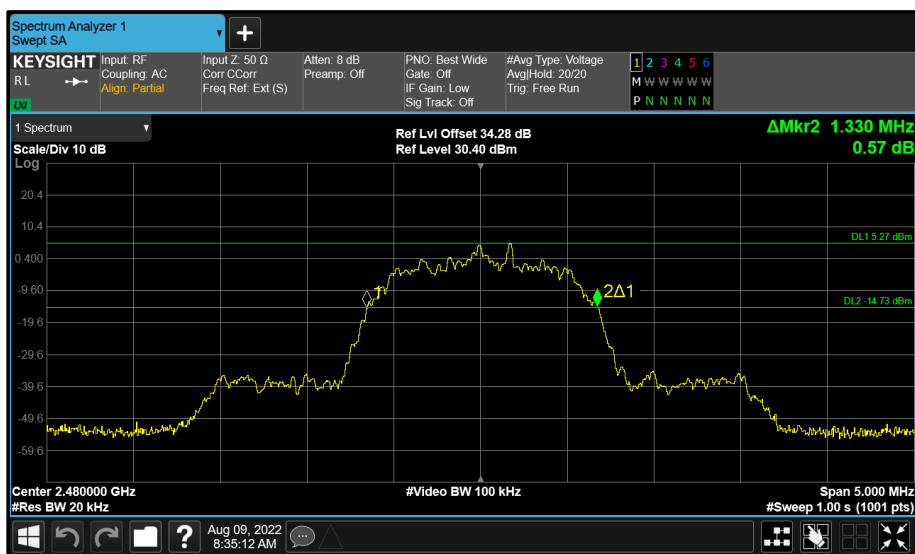 Spectrum Analyzer 1
Swept SA
KEYSIGHT
RL
LXI
Input: RF
Coupling: AC
Align: Partial
Input Z: 50 Ω
Corr CCorr
Freq Ref: Ext (S)
Atten: 8 dB
Preamp: Off
PNO: Best Wide
Gate: Off
IF Gain: Low
Sig Track: Off
#Avg Type: Voltage
Avg|Hold: 20/20
Trig: Free Run
1 2 3 4 5 6
M W W W W W
P N N N N N
1 Spectrum
Scale/Div 10 dB
Ref Lvl Offset 34.28 dB
Ref Level 30.40 dBm
ΔMkr2 1.330 MHz
0.57 dB
Log
20.4
10.4
0.400
-9.60
-19.6
-29.6
-39.6
-49.6
-59.6
DL1 5.27 dBm
DL2 -14.73 dBm
1
2Δ1
Center 2.480000 GHz
#Res BW 20 kHz
#Video BW 100 kHz
Span 5.000 MHz
#Sweep 1.00 s (1001 pts)
?
Aug 09, 2022
8:35:12 AM